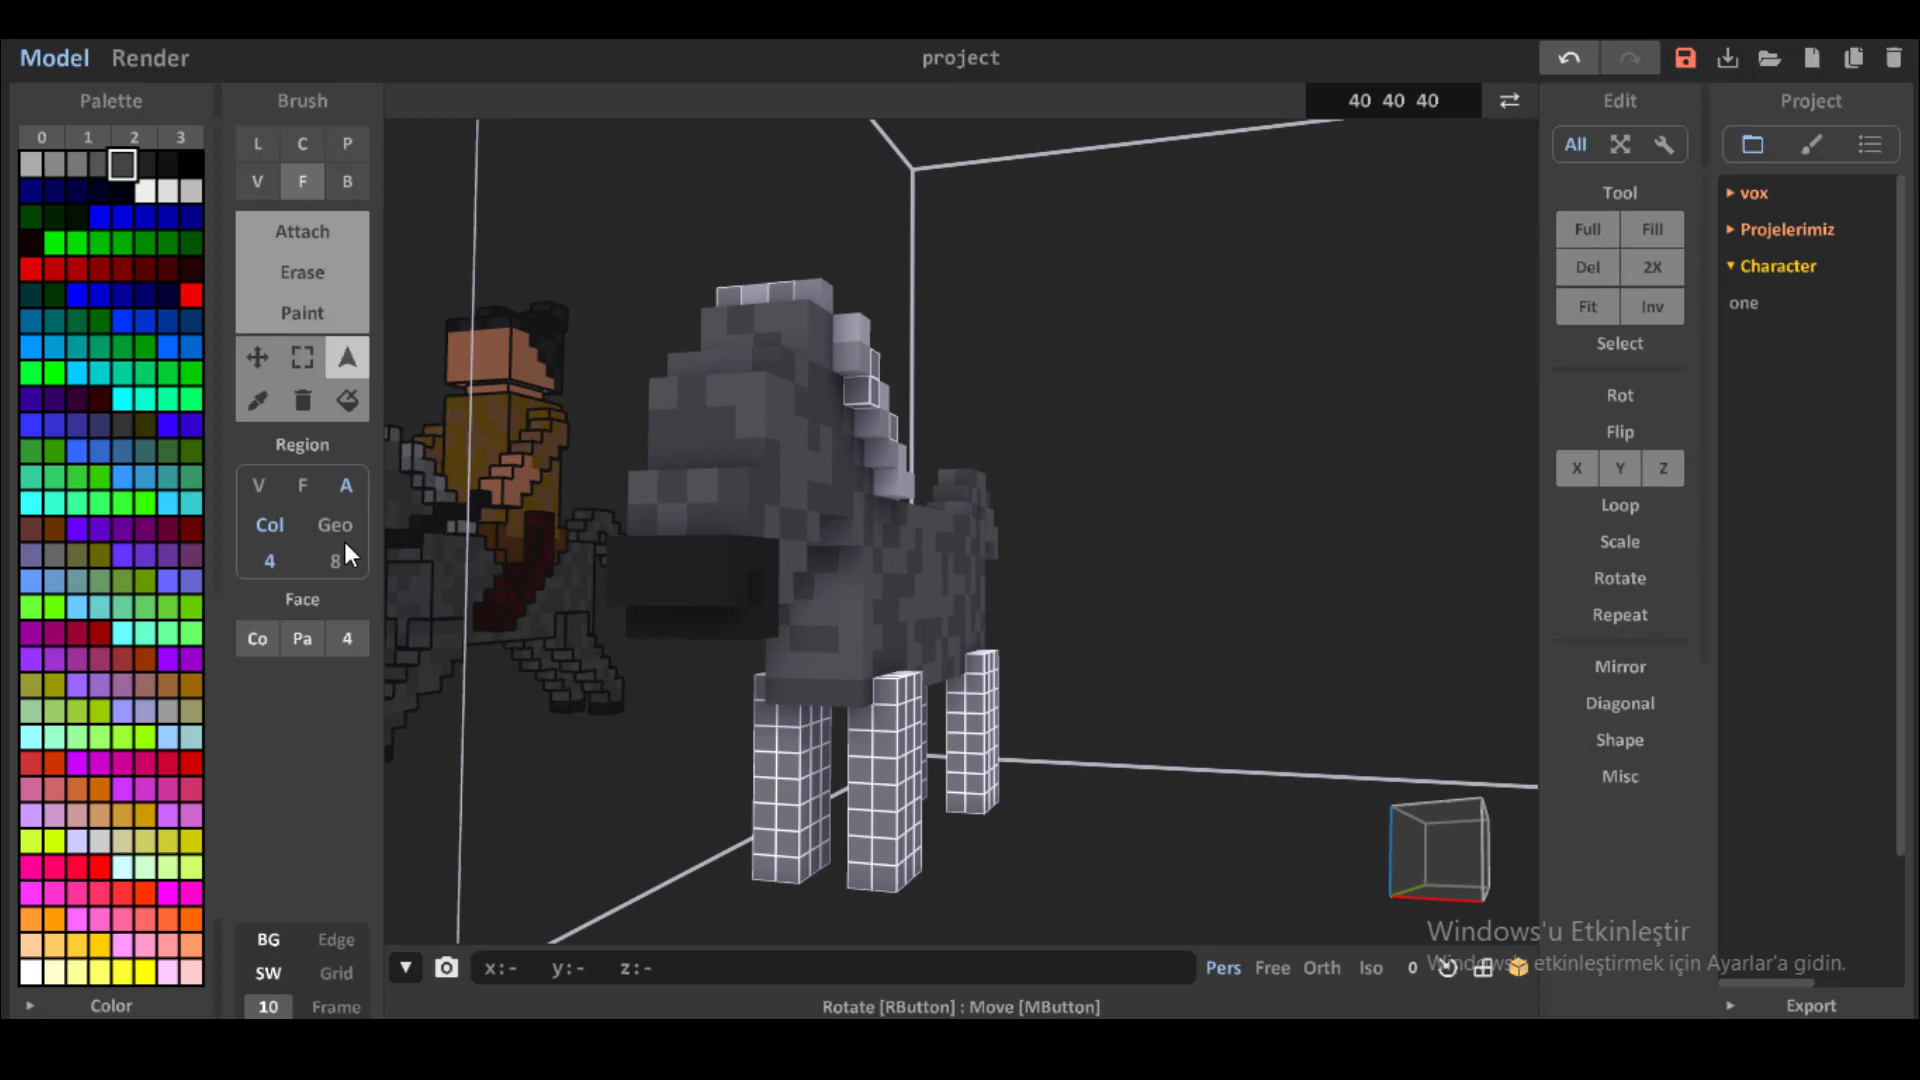 Model Render project
Palette Brush 40 40 40 Edit Project
0 1 2 3
L C P
V F B
All
Attach
Erase
Paint
Region
V F A
Col Geo
4 8
Face
Co Pa 4
BG Edge
SW Grid
10 Frame
Color
Tool
Full Fill
Del 2X
Fit Inv
Select
Rot
Flip
X Y Z
Loop
Scale
Rotate
Repeat
Mirror
Diagonal
Shape
Misc
vox
Projelerimiz
Character
one
Windows'u Etkinleştir
etkinleştirmek için Ayarlar'a gidin.
x:- y:- z:- Pers Free Orth Iso 0
Rotate [RButton] : Move [MButton]
Export